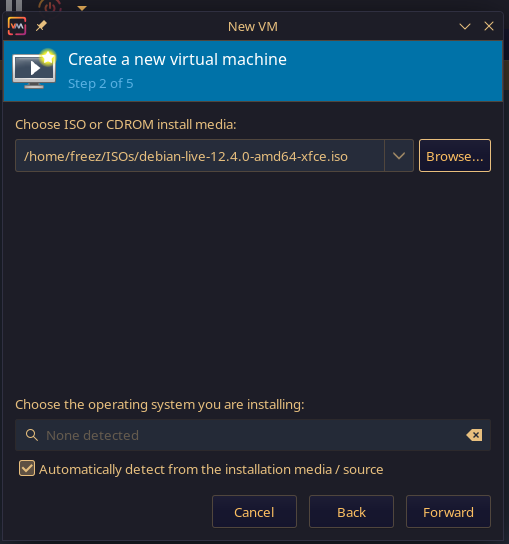 New VM
Create a new virtual machine
Step 2 of 5
Choose ISO or CDROM install media:
/home/freez/ISOs/debian-live-12.4.0-amd64-xfce.iso
Browse...
Choose the operating system you are installing:
None detected
Automatically detect from the installation media / source
Cancel
Back
Forward